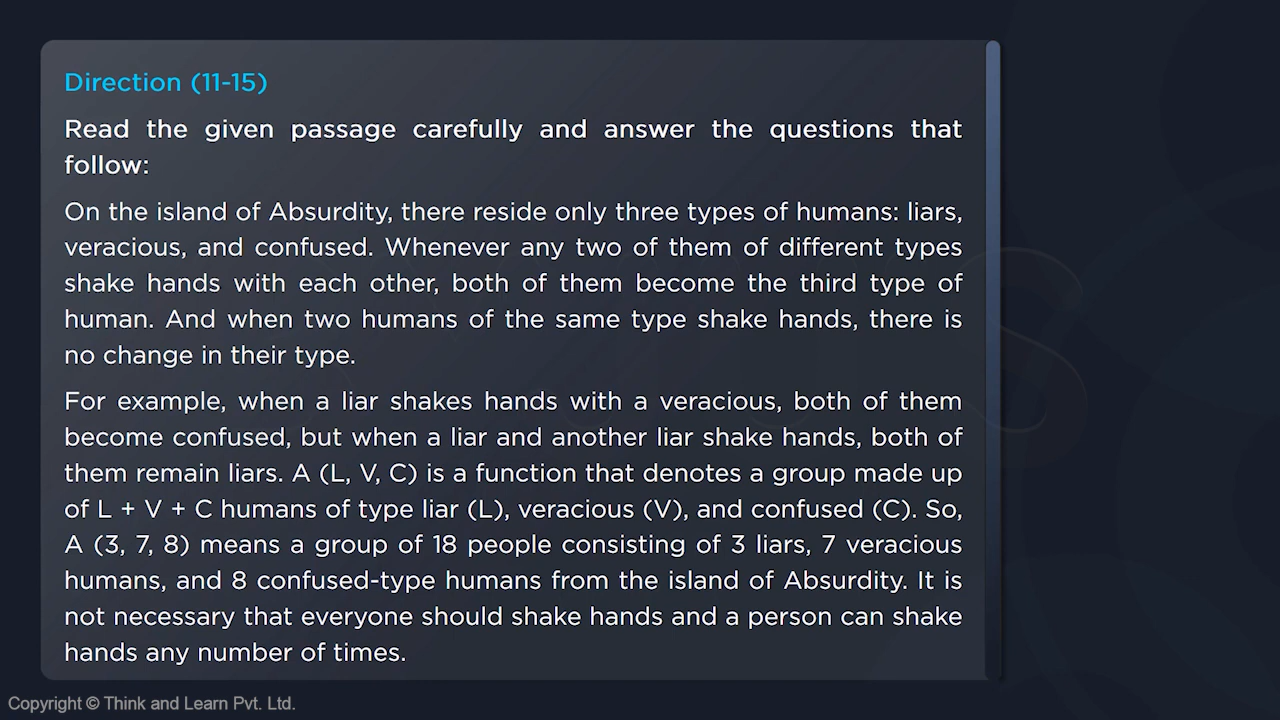 Direction (11-15)
Read the given passage carefully and answer the questions that
follow:
On the island of Absurdity, there reside only three types of humans: liars,
veracious, and confused. Whenever any two of them of different types
shake hands with each other, both of them become the third type of
human. And when two humans of the same type shake hands, there is
no change in their type.
For example, when a liar shakes hands with a veracious, both of them
become confused, but when a liar and another liar shake hands, both of
them remain liars. A (L, V, C) is a function that denotes a group made up
of L + V + C humans of type liar (L), veracious (V), and confused (C). So,
A (3, 7, 8) means a group of 18 people consisting of 3 liars, 7 veracious
humans, and 8 confused-type humans from the island of Absurdity. It is
not necessary that everyone should shake hands and a person can shake
hands any number of times.
Copyright © Think and Learn Pvt. Ltd.